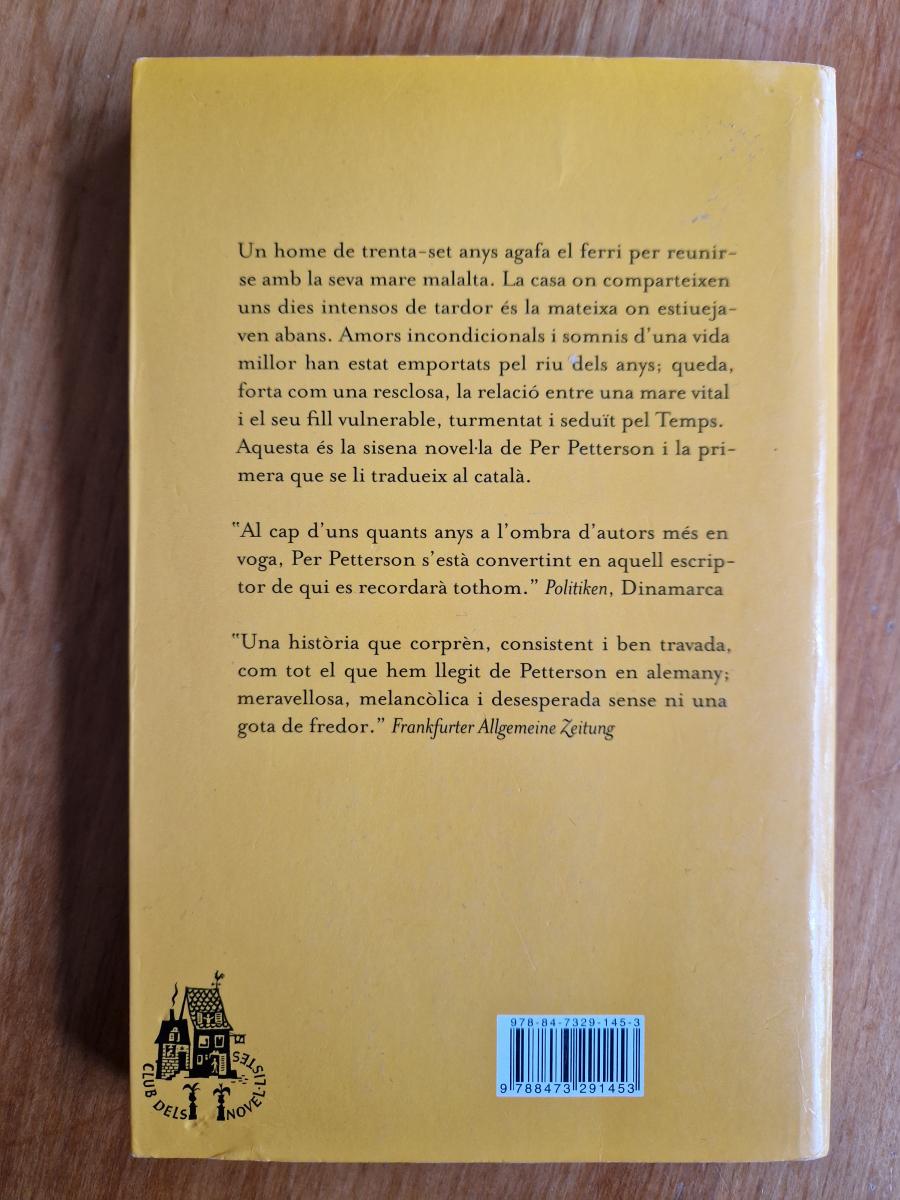 Un home de trenta-set anys agafa el ferri per reunir-
se amb la seva mare malalta. La casa on comparteixen
uns dies intensos de tardor és la mateixa on estiueja-
ven abans. Amors incondicionals i somnis d'una vida
millor han estat emportats pel riu dels anys; queda,
forta com una resclosa, la relació entre una mare vital
i el seu fill vulnerable, turmentat i seduït pel Temps.
Aquesta és la sisena novel·la de Per Petterson i la pri-
mera que se li tradueix al català.
"Al cap d'uns quants anys a l'ombra d'autors més en
voga, Per Petterson s'està convertint en aquell escrip-
tor de qui es recordarà tothom." Politiken, Dinamarca
"Una història que corprèn, consistent i ben travada,
com tot el que hem llegit de Petterson en alemany;
meravellosa, melancòlica i desesperada sense ni una
gota de fredor." Frankfurter Allgemeine Zeitung
CLUB DELS NOVEL·LISTES
978-84-7329-145-3
9 788473 291453